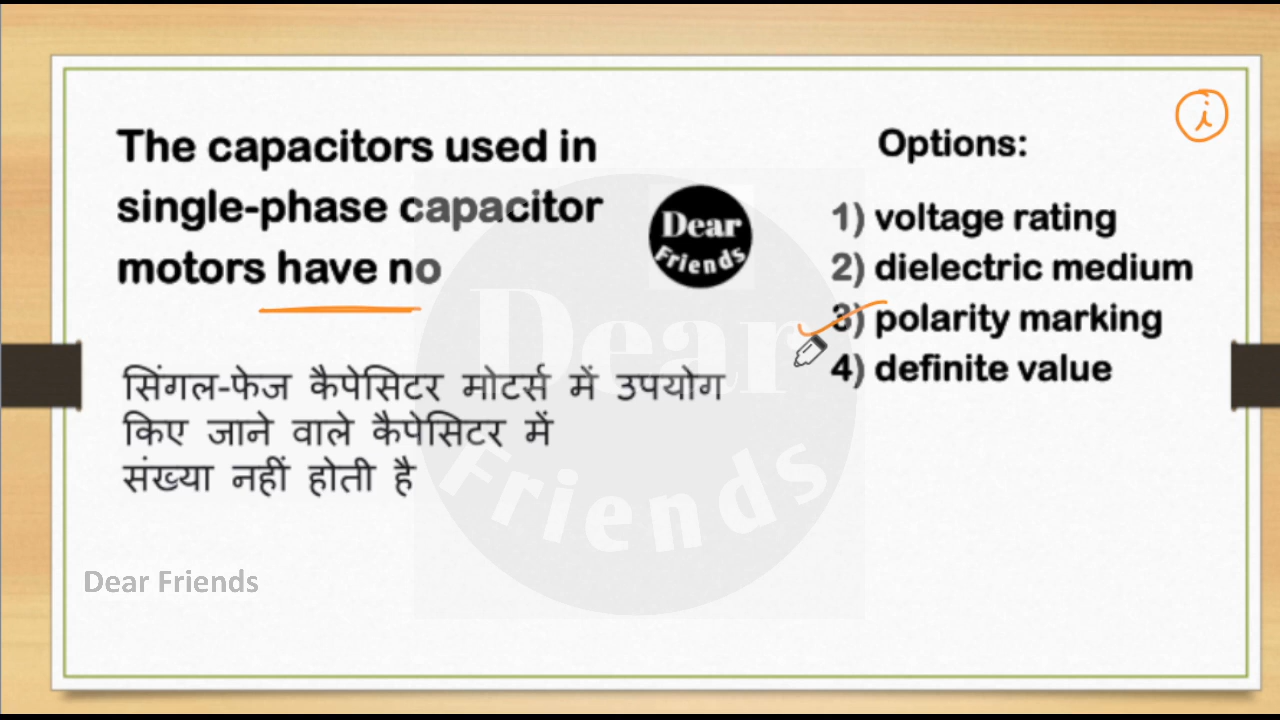 The capacitors used in
single-phase capacitor
motors have no
Dear
Friends
सिंगल-फेज कैपेसिटर मोटर्स में उपयोग
किए जाने वाले कैपेसिटर में
संख्या नहीं होती है
Options:
1) voltage rating
2) dielectric medium
3) polarity marking
4) definite value
i
Dear
Friends
Dear Friends